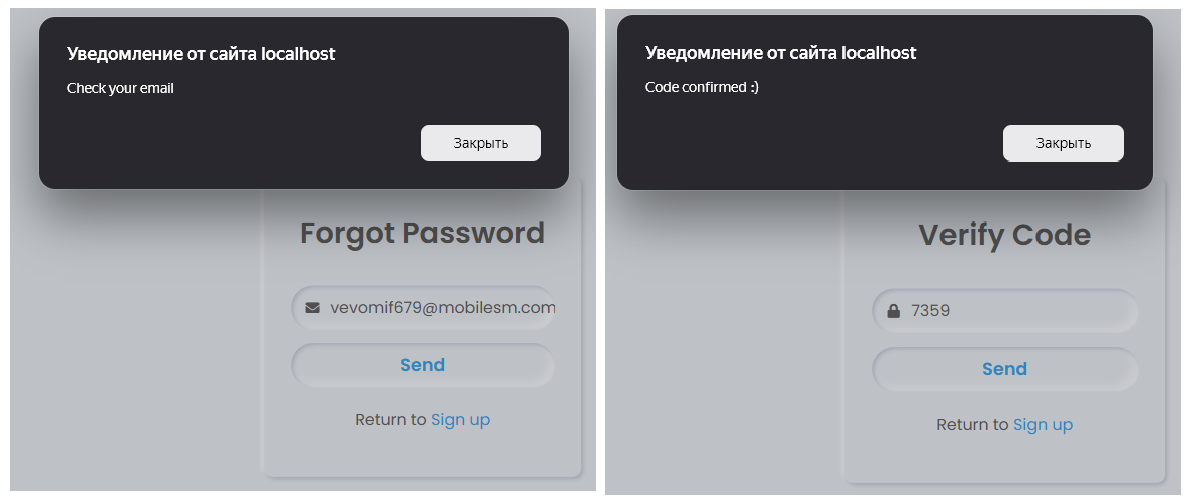 Уведомление от сайта localhost
Check your email
Закрыть
Forgot Password
vevomif679@mobilesm.com
Send
Return to Sign up
Уведомление от сайта localhost
Code confirmed :)
Закрыть
Verify Code
7359
Send
Return to Sign up